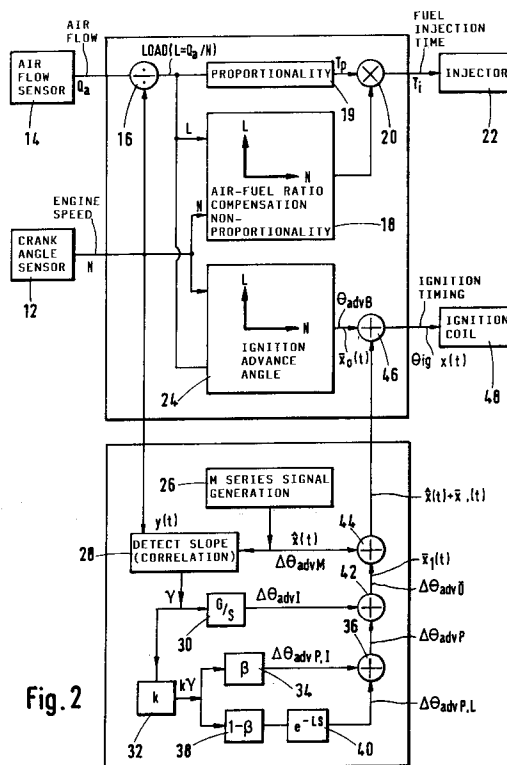 AIR
FLOW
AIR
FLOW
SENSOR
14
Qa
16
LOAD(L=Qa/N)
PROPORTIONALITY
19
Tp
20
FUEL
INJECTION
TIME
Ti
INJECTOR
22
L
L
N
N
AIR-FUEL RATIO
COMPENSATION
NON-
PROPORTIONALITY
18
ENGINE
SPEED
N
CRANK
ANGLE
SENSOR
12
L
N
IGNITION
ADVANCE
ANGLE
24
θadvB
x̄o(t)
46
IGNITION
TIMING
θig x(t)
IGNITION
COIL
48
26
M SERIES SIGNAL
GENERATION
y(t)
x̂(t)
ΔθadvM
28
DETECT SLOPE
(CORRELATION)
44
x̄1(t)
42
γ
G/S
30
ΔθadvI
ΔθadvP
36
k
32
kγ
β
34
ΔθadvP,I
1-β
38
e-LS
40
ΔθadvP,L
Fig.2